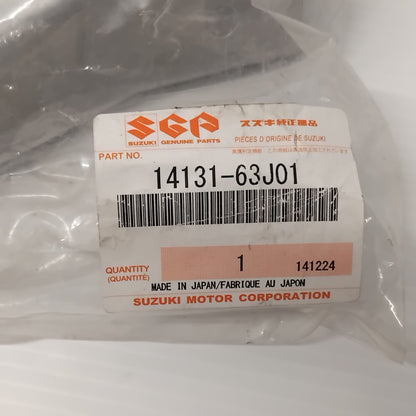 SGP
スズキ純正部品
SUZUKI GENUINE PARTS
PIÈCES D'ORIGINE DE SUZUKI
PART NO.
14131-63J01
QUANTITY
(QUANTITÉ)
1
141224
MADE IN JAPAN/FABRIQUE AU JAPON
SUZUKI MOTOR CORPORATION